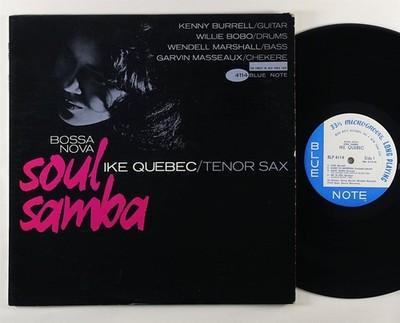 KENNY BURRELL/GUITAR
WILLIE BOBO/DRUMS
WENDELL MARSHALL/BASS
GARVIN MASSEAUX/CHEKERE
4114 BLUE NOTE
BOSSA
NOVA
soul
samba
IKE QUEBEC/TENOR SAX
33⅓ MICROGROOVE LONG PLAYING
IKE QUEBEC
BLP 4114
Side 1
BLUE
NOTE